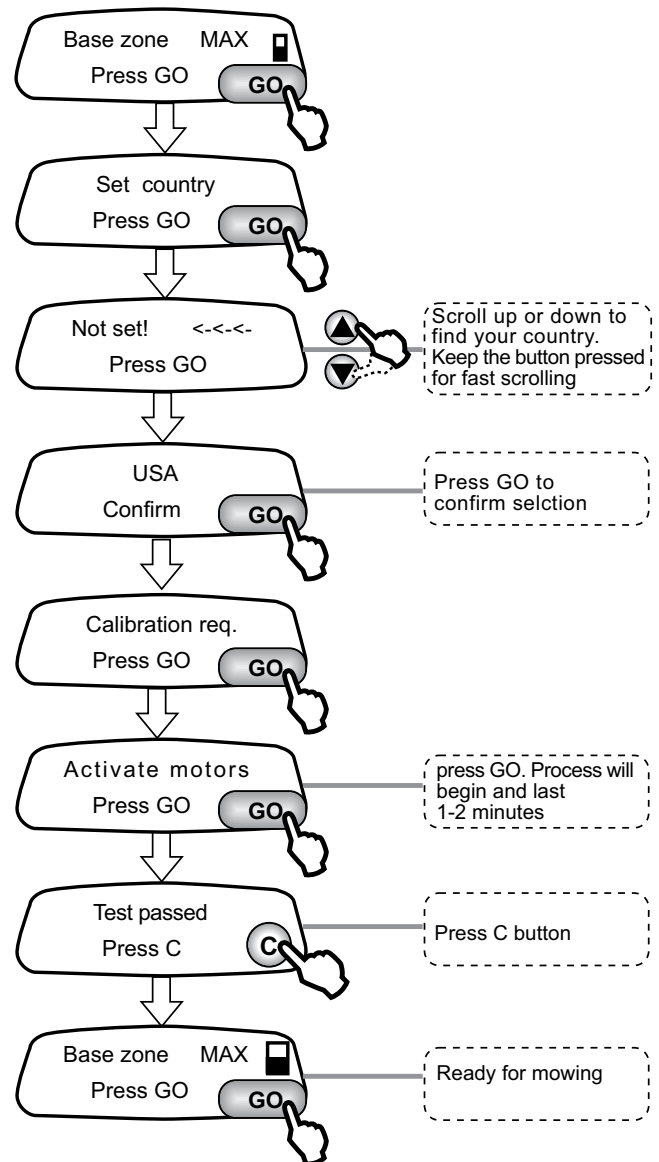 Base zone MAX
Press GO GO
Set country
Press GO GO
Not set! <-<-<-
Press GO
Scroll up or down to
find your country.
Keep the button pressed
for fast scrolling
USA
Confirm GO
Press GO to
confirm selction
Calibration req.
Press GO GO
Activate motors
Press GO GO
press GO. Process will
begin and last
1-2 minutes
Test passed
Press C C
Press C button
Base zone MAX
Press GO GO
Ready for mowing